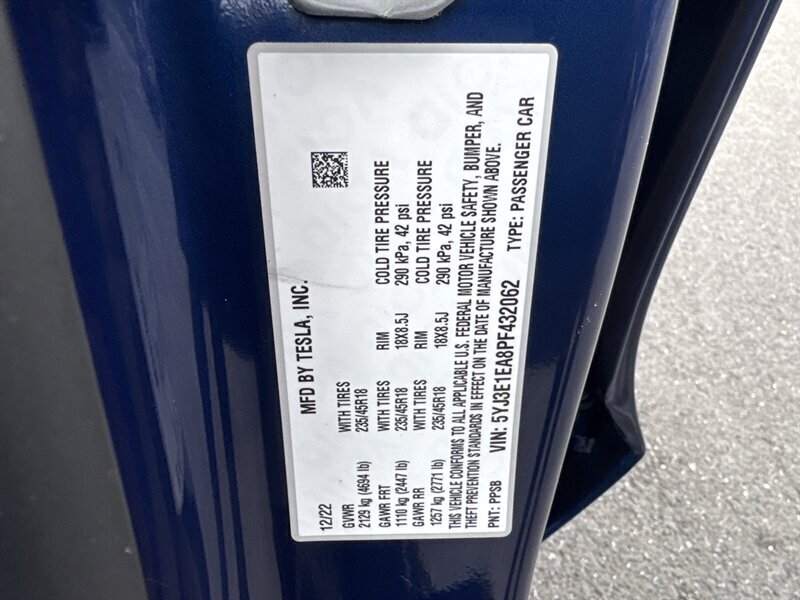 MFD BY TESLA, INC.
12/22
GVWR WITH TIRES
2129 kg (4694 lb) 235/45R18
GAWR FRT WITH TIRES RIM COLD TIRE PRESSURE
1110 kg (2447 lb) 235/45R18 18X8.5J 290 kPa, 42 psi
GAWR RR WITH TIRES RIM COLD TIRE PRESSURE
1257 kg (2771 lb) 235/45R18 18X8.5J 290 kPa, 42 psi
THIS VEHICLE CONFORMS TO ALL APPLICABLE U.S. FEDERAL MOTOR VEHICLE SAFETY, BUMPER, AND
THEFT PREVENTION STANDARDS IN EFFECT ON THE DATE OF MANUFACTURE SHOWN ABOVE.
PNT: PPSB VIN: 5YJ3E1EA8PF432062 TYPE: PASSENGER CAR